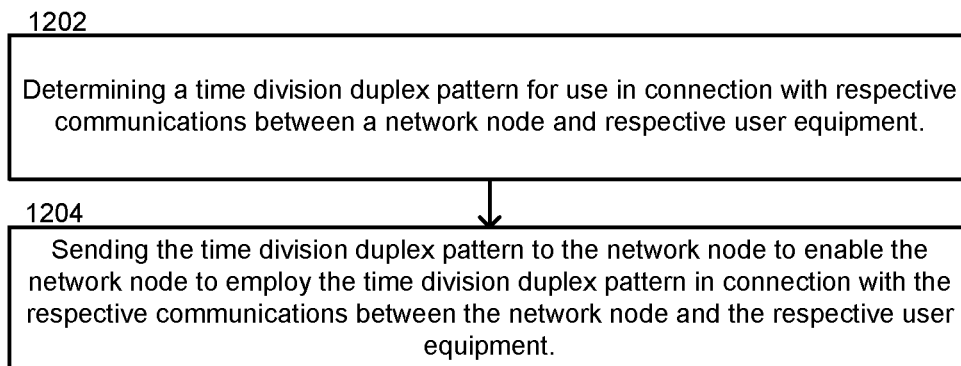 1202
Determining a time division duplex pattern for use in connection with respective
communications between a network node and respective user equipment.
1204
Sending the time division duplex pattern to the network node to enable the
network node to employ the time division duplex pattern in connection with the
respective communications between the network node and the respective user
equipment.